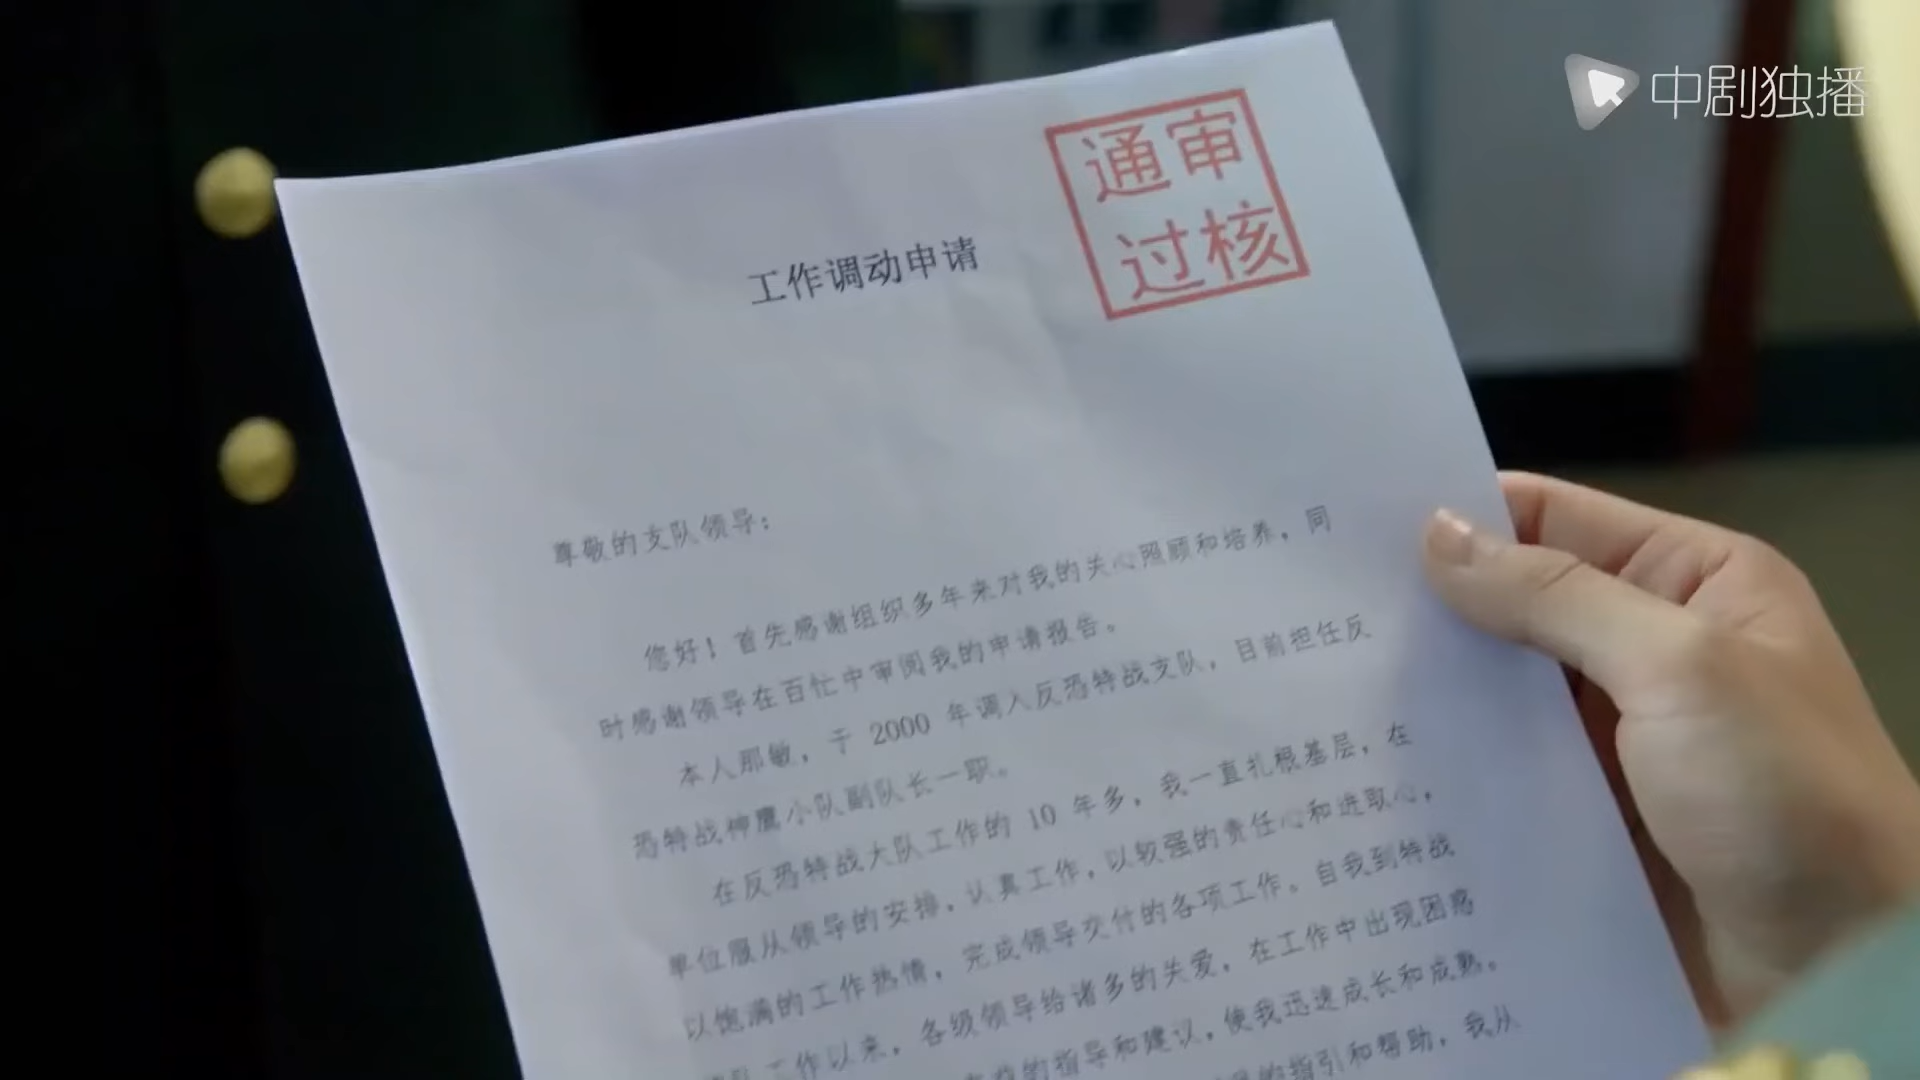 中剧独播
审核
通过
工作调动申请
尊敬的支队领导：
您好！首先感谢组织多年来对我的关心照顾和培养，同
时感谢领导在百忙中审阅我的申请报告。
本人那敏，于 2000 年调入反恐特战支队，目前担任反
恐特战神鹰小队副队长一职。
在反恐特战大队工作的 10 年多，我一直扎根基层，在
单位服从领导的安排，认真工作，以较强的责任心和进取心，
以饱满的工作热情，完成领导交付的各项工作。自我到特战
工作以来，各级领导给诸多的关爱，在工作中出现困惑
的指导和建议，使我迅速成长和成熟。
的指引和帮助，我从